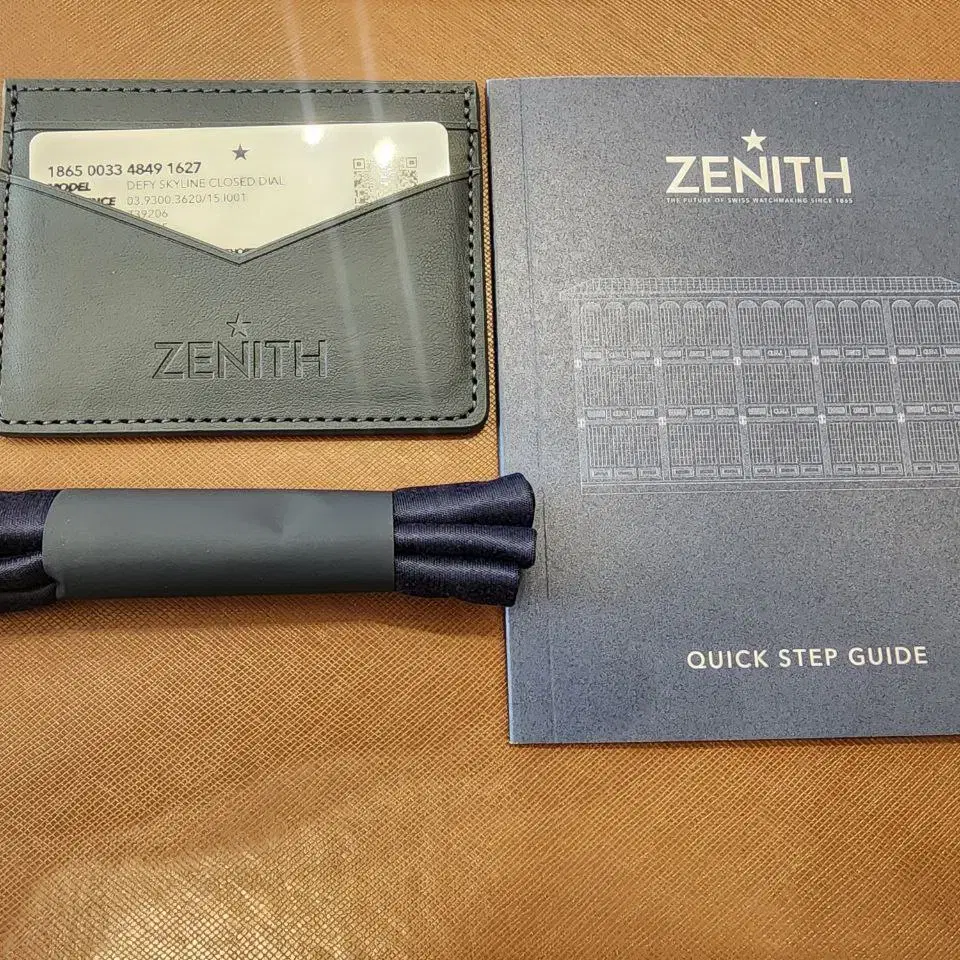 1865 0033 4849 1627
MODEL DEFY SKYLINE CLOSED DIAL
03.9300.3620/15.I001
39206
ZENITH
ZENITH
THE FUTURE OF SWISS WATCHMAKING SINCE 1865
QUICK STEP GUIDE